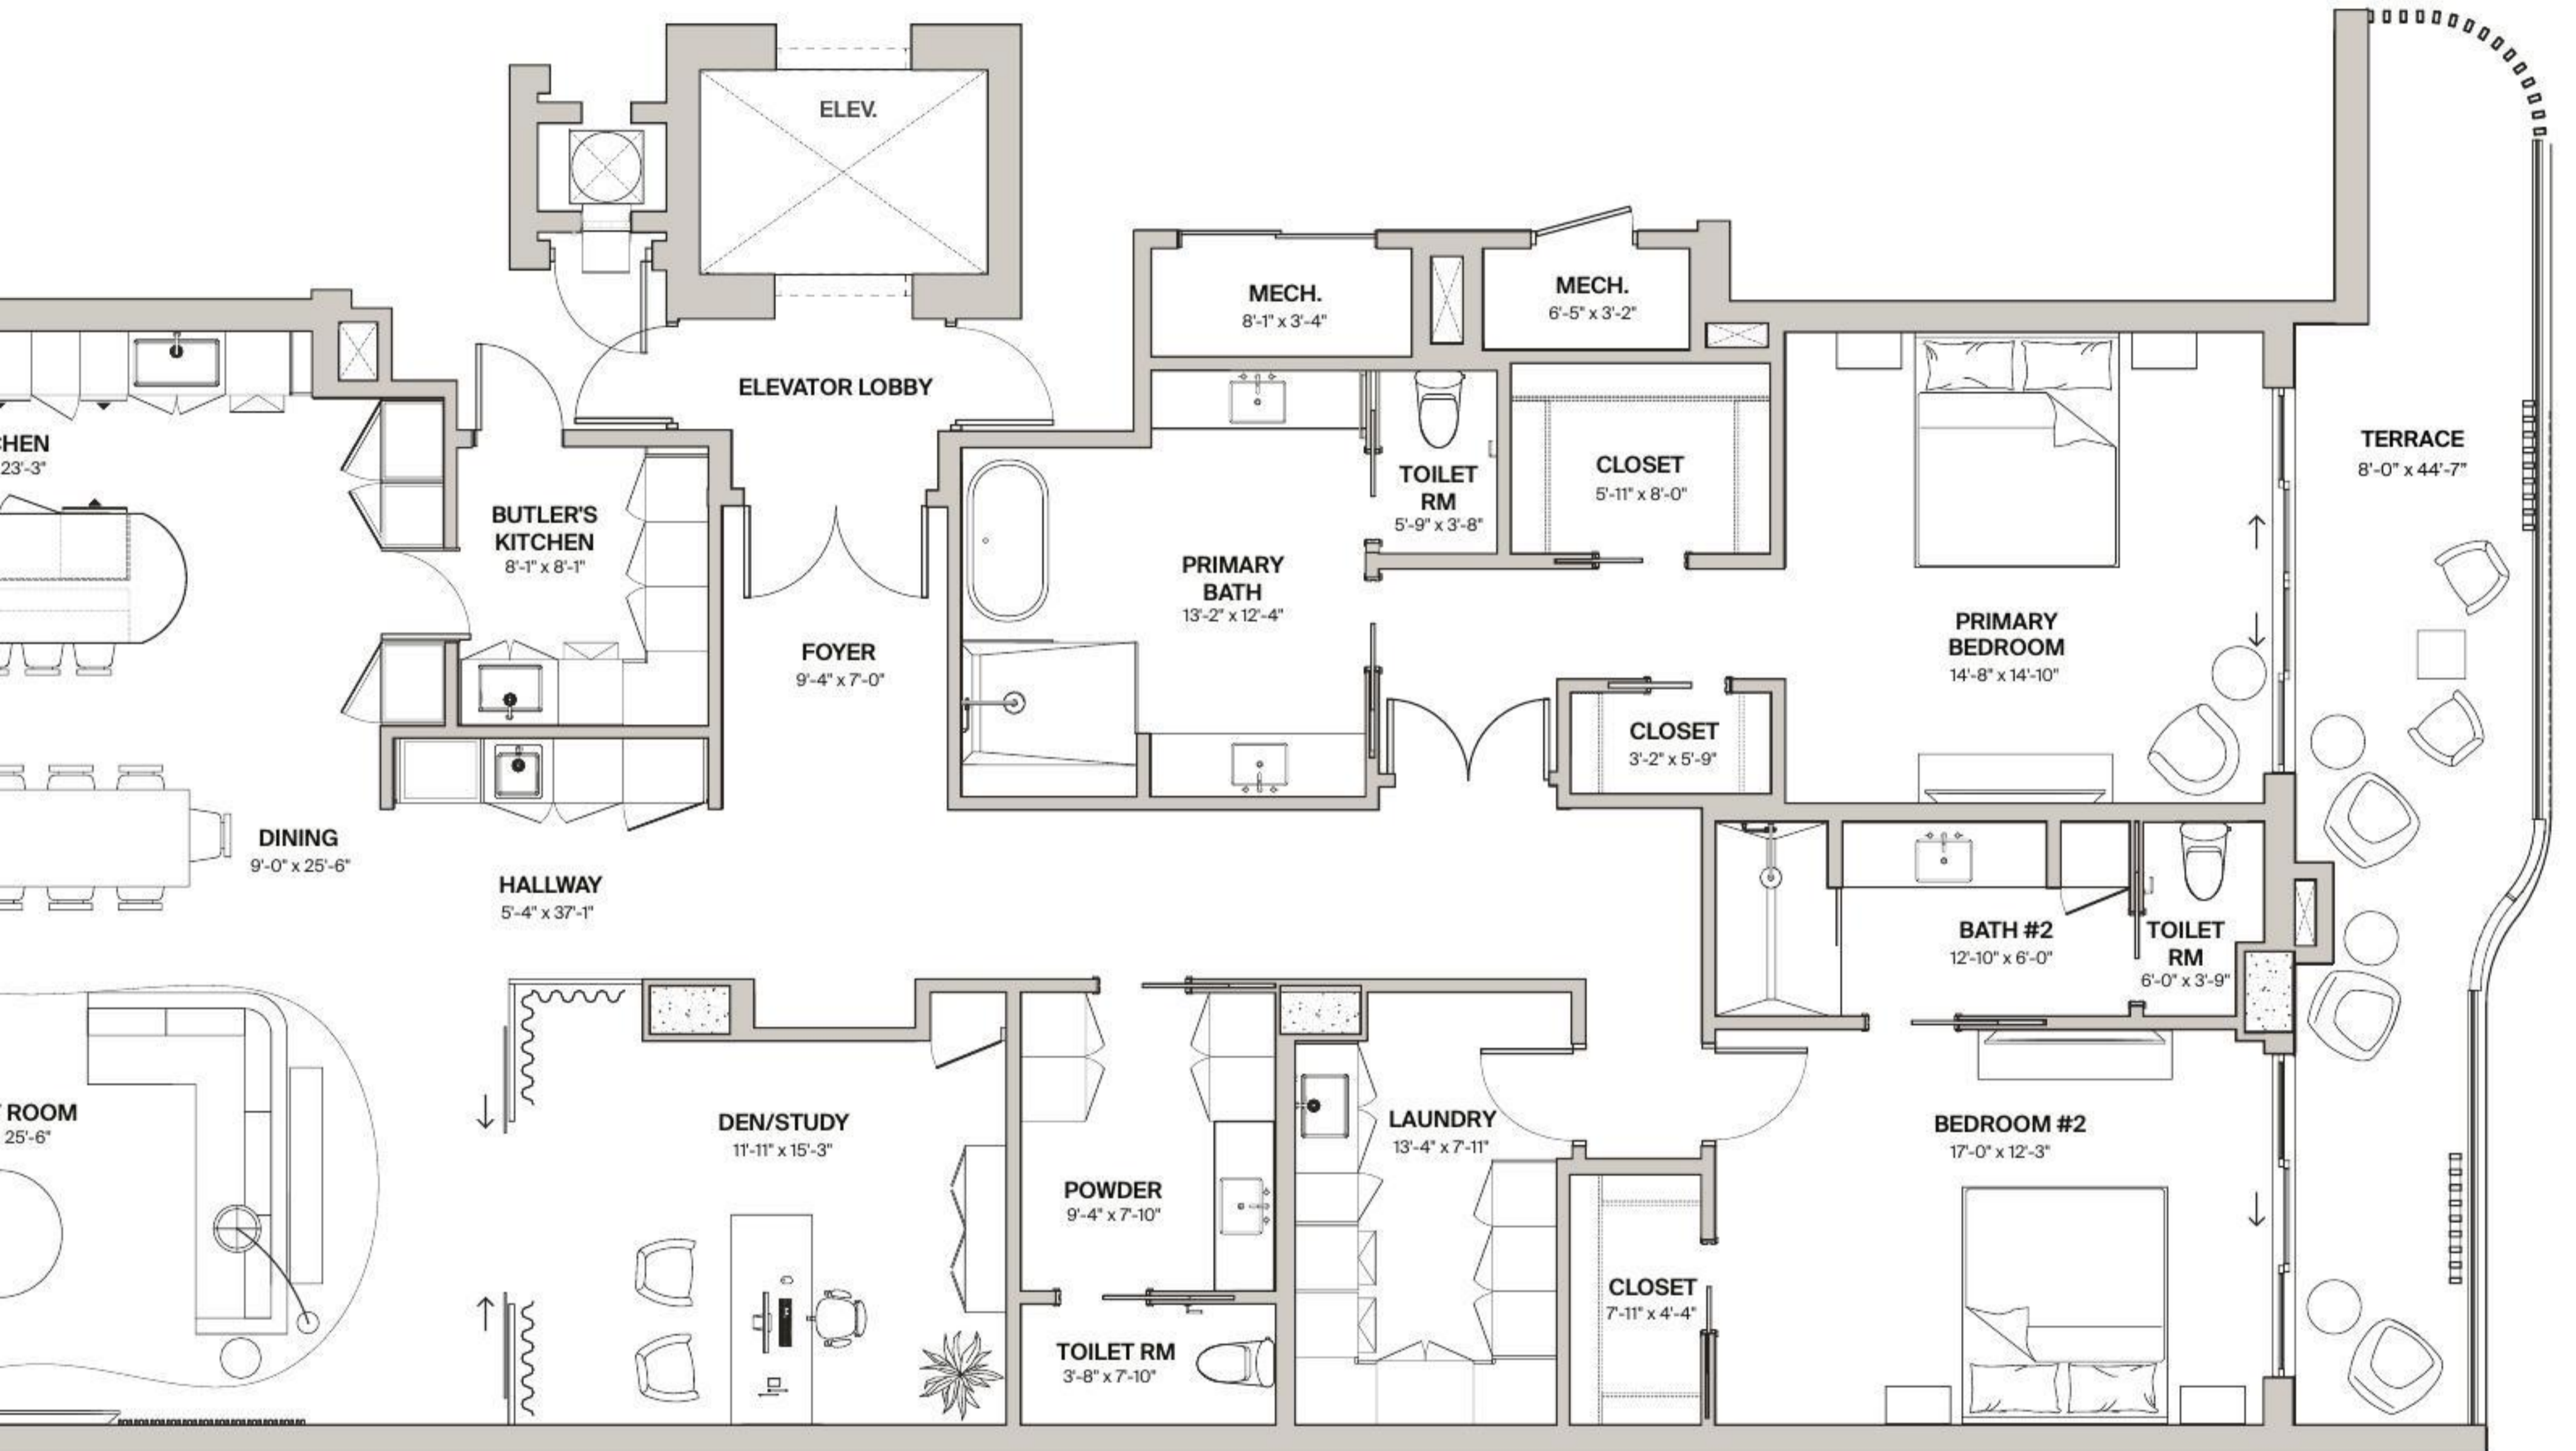 ELEV.
MECH.
8'-1" x 3'-4"
MECH.
6'-5" x 3'-2"
ELEVATOR LOBBY
23'-3"
BUTLER'S
KITCHEN
8'-1" x 8'-1"
TOILET
RM
5'-9" x 3'-8"
CLOSET
5'-11" x 8'-0"
TERRACE
8'-0" x 44'-7"
PRIMARY
BATH
13'-2" x 12'-4"
FOYER
9'-4" x 7'-0"
PRIMARY
BEDROOM
14'-8" x 14'-10"
CLOSET
3'-2" x 5'-9"
DINING
9'-0" x 25'-6"
HALLWAY
5'-4" x 37'-1"
BATH #2
12'-10" x 6'-0"
TOILET
RM
6'-0" x 3'-9"
ROOM
25'-6"
DEN/STUDY
11'-11" x 15'-3"
LAUNDRY
13'-4" x 7'-11"
BEDROOM #2
17'-0" x 12'-3"
POWDER
9'-4" x 7'-10"
CLOSET
7'-11" x 4'-4"
TOILET RM
3'-8" x 7'-10"